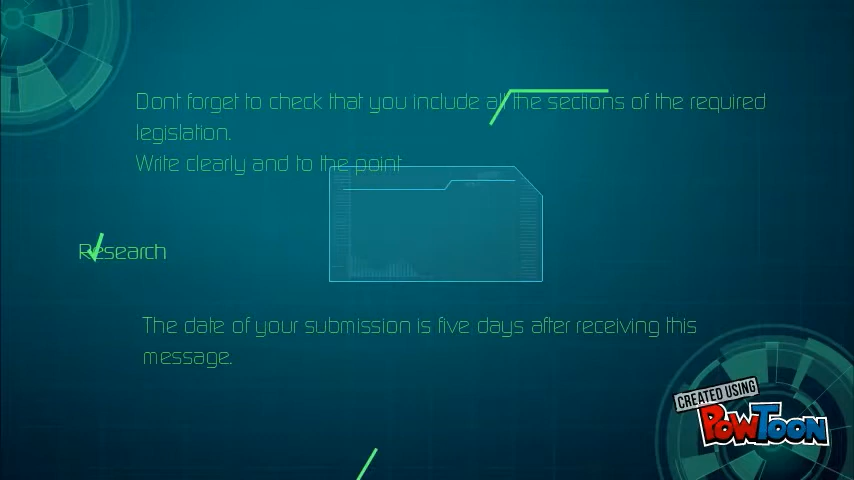 Dont forget to check that you include all the sections of the required
legislation.
Write clearly and to the point
Research
The date of your submission is five days after receiving this
message.
CREATED USING
POWTOON